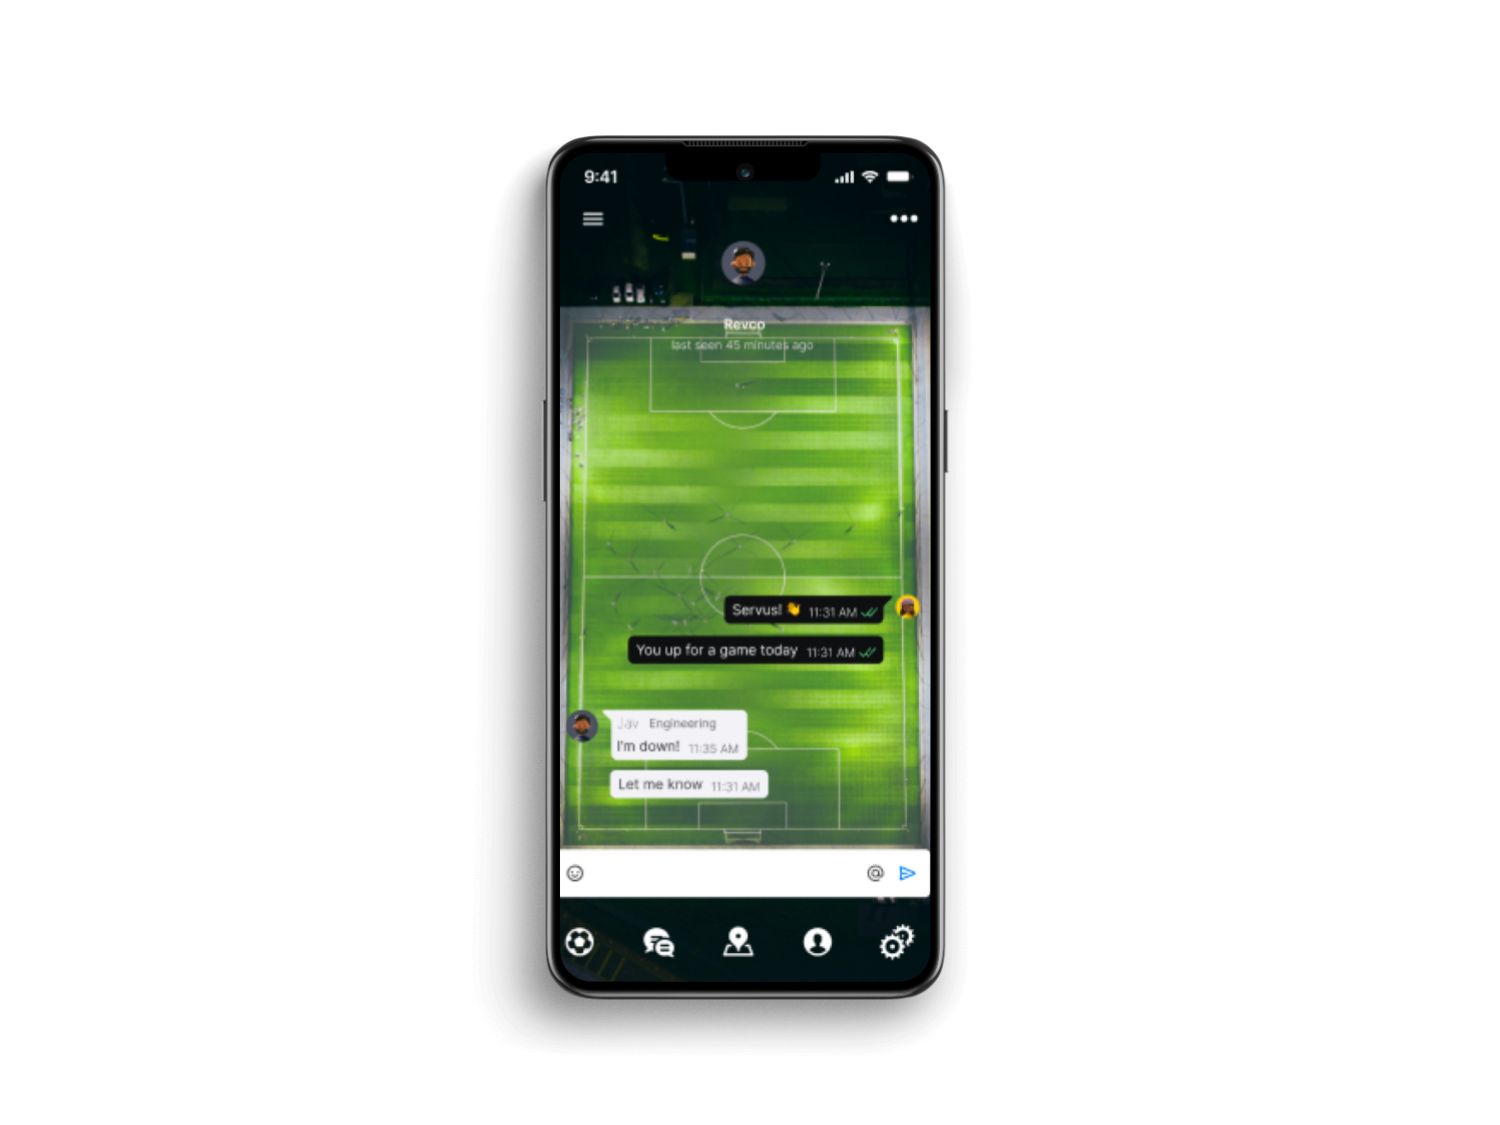 9:41
Revco
last seen 45 minutes ago
Servus! 👋 11:31 AM
You up for a game today 11:31 AM
Jav Engineering
I'm down! 11:35 AM
Let me know 11:31 AM